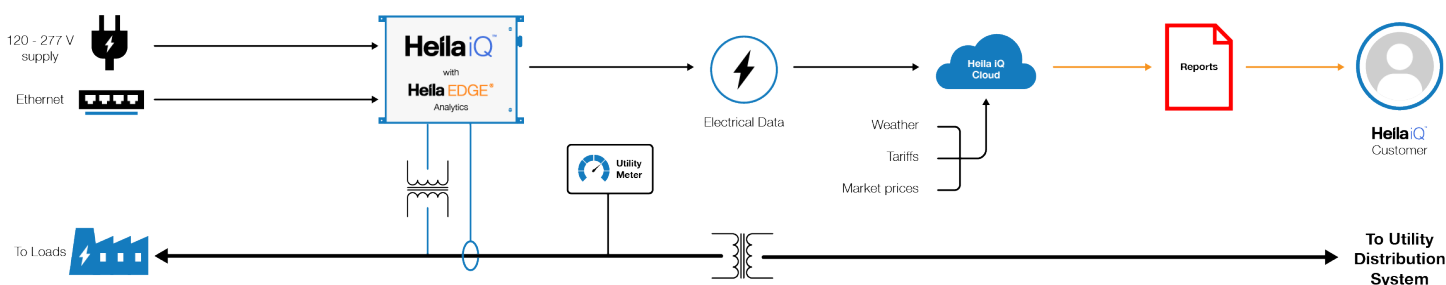 120 - 277 V
supply
Ethernet
Heila iQ™
with
Heila EDGE®
Analytics
Electrical Data
Heila iQ
Cloud
Weather
Tariffs
Market prices
Reports
Heila iQ™
Customer
Utility
Meter
To Loads
To Utility
Distribution
System